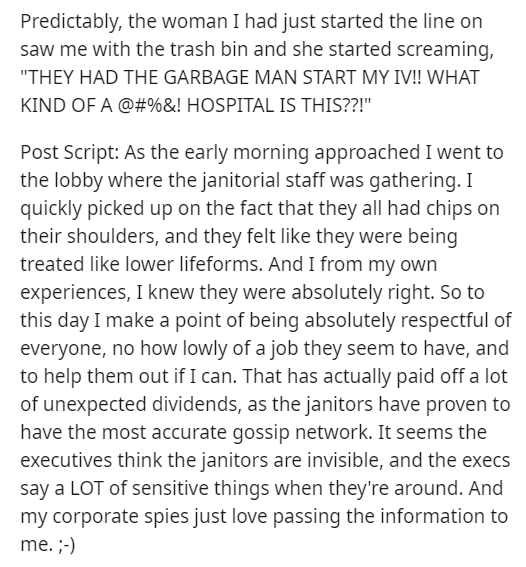 Predictably, the woman I had just started the line on
saw me with the trash bin and she started screaming,
"THEY HAD THE GARBAGE MAN START MY IV!! WHAT
KIND OF A @#%&! HOSPITAL IS THIS??!"
Post Script: As the early morning approached I went to
the lobby where the janitorial staff was gathering. I
quickly picked up on the fact that they all had chips on
their shoulders, and they felt like they were being
treated like lower lifeforms. And I from my own
experiences, I knew they were absolutely right. So to
this day I make a point of being absolutely respectful of
everyone, no how lowly of a job they seem to have, and
to help them out if I can. That has actually paid off a lot
of unexpected dividends, as the janitors have proven to
have the most accurate gossip network. It seems the
executives think the janitors are invisible, and the execs
say a LOT of sensitive things when they're around. And
my corporate spies just love passing the information to
me. ;-)